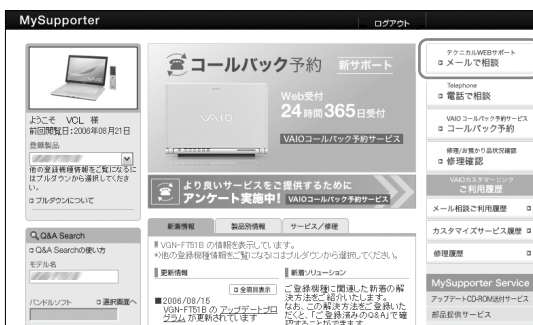 MySupporter
ログアウト
ようこそ VCL 様
前回閲覧日:2006年08月21日
登録製品
他の登録機種情報をご覧になるに
はプルダウンから選択してくださ
い。
プルダウンについて
Q&A Search
Q&A Searchの使い方
モデル名
バンドルソフト
選択画面へ
コールバック予約 新サポート
Web受付
24時間365日受付
VAIOコールバック予約サービス
VAIO
より良いサービスをご提供するために
アンケート実施中! VAIOコールバック予約サービス
新着情報
製品別情報
サービス/修理
VGN-FT51B の情報を表示しています。
※他の登録機種情報をご覧になるにはプルダウンから選択してください。
更新情報
全項目表示
■2006/08/15
VGN-FT51B の アップデートプロ
グラム が更新されています
新着ソリューション
ご登録機種に関連した新着の解
決方法をご紹介いたします。
なお、この解決方法をご登録いた
だくと、「ご登録済みのQ&A」で確
認することができます。
テクニカルWEBサポート
メールで相談
Telephone
電話で相談
VAIO コールバック予約サービス
コールバック予約
修理/お預かり品状況確認
修理確認
VAIOカスタマーリンク
ご利用履歴
メール相談ご利用履歴
カスタマイズサービス履歴
修理履歴
MySupporter Service
アップデートCD-ROM送付サービス
部品提供サービス